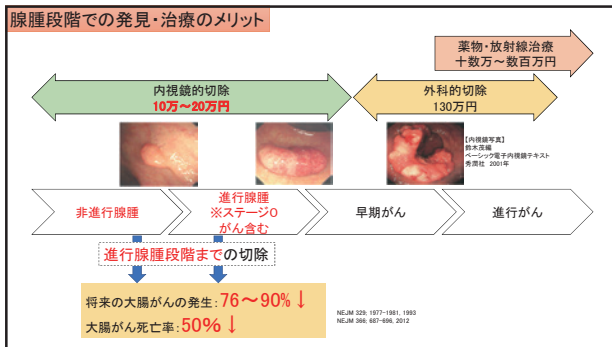 腺腫段階での発見・治療のメリット
薬物・放射線治療
十数万～数百万円
内視鏡的切除
10万～20万円
外科的切除
130万円
【内視鏡写真】
鈴木茂編
ベーシック電子内視鏡テキスト
秀潤社 2001年
非進行腺腫
進行腺腫
※ステージ0
がん含む
早期がん
進行がん
進行腺腫段階までの切除
将来の大腸がんの発生:76～90%↓
大腸がん死亡率:50%↓
NEJM 329; 1977-1981, 1993
NEJM 366; 687-696, 2012